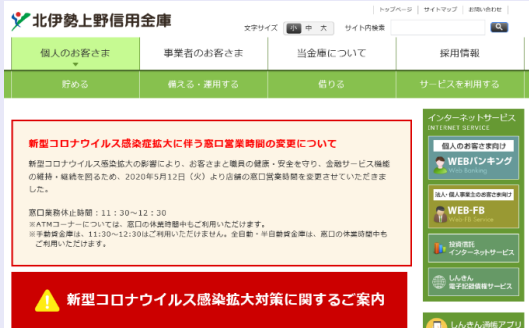 トップページ サイトマップ お問い合わせ
北伊勢上野信用金庫
文字サイズ 小 中 大 サイト内検索
個人のお客さま 事業者のお客さま 当金庫について 採用情報
貯める 備える・運用する 借りる サービスを利用する
新型コロナウイルス感染症拡大に伴う窓口営業時間の変更について
新型コロナウイルス感染拡大の影響により、お客さまと職員の健康・安全を守り、金融サービス機能
の維持・継続を図るため、2020年5月12日（火）より店舗の窓口営業時間を変更させていただきま
した。
窓口業務休止時間：11：30～12：30
※ATMコーナーについては、窓口の休業時間中もご利用いただけます。
※手動貸金庫は、11:30～12:30はご利用いただけません。全自動・半自動貸金庫は、窓口の休業時間中も
ご利用いただけます。
新型コロナウイルス感染拡大対策に関するご案内
インターネットサービス
INTERNET SERVICE
個人のお客さま向け
WEBバンキング
Web Banking
法人・個人事業主のお客さま向け
WEB-FB
Web-FB Service
投資信託
インターネットサービス
しんきん
電子記録債権サービス
しんきん通帳アプリ